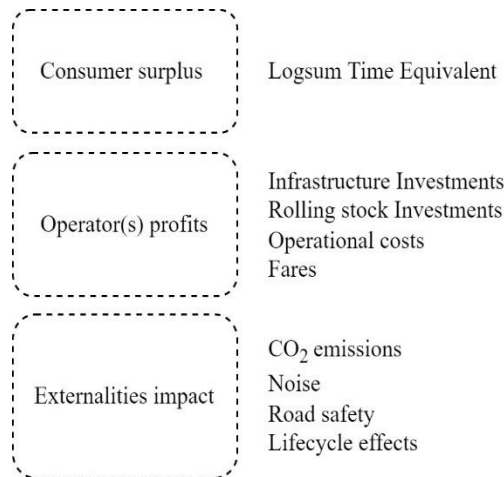 Consumer surplus
Logsum Time Equivalent
Operator(s) profits
Infrastructure Investments
Rolling stock Investments
Operational costs
Fares
Externalities impact
CO₂ emissions
Noise
Road safety
Lifecycle effects